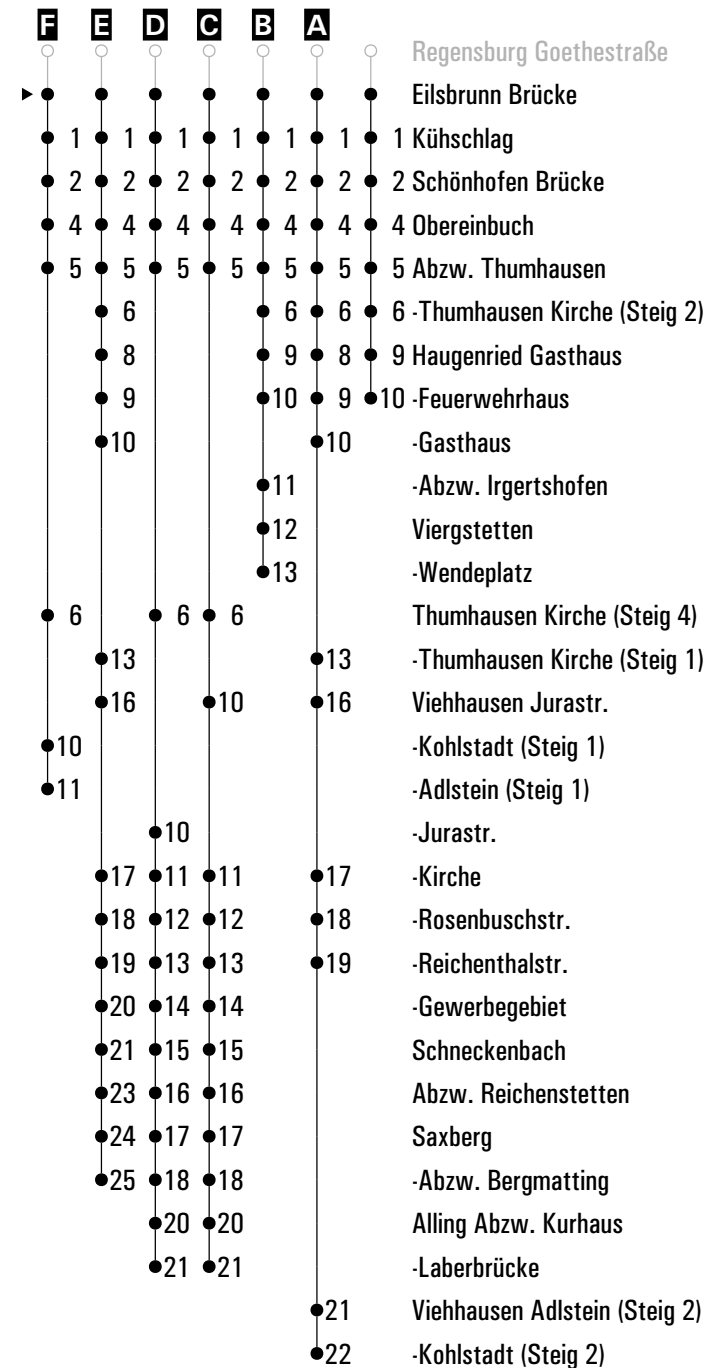 F E D C B A
Regensburg Goethestraße
Eilsbrunn Brücke
1 1 1 1 1 1 1 Kühschlag
2 2 2 2 2 2 2 Schönhofen Brücke
4 4 4 4 4 4 4 Obereinbuch
5 5 5 5 5 5 5 Abzw. Thumhausen
6 6 6 6 -Thumhausen Kirche (Steig 2)
8 9 8 9 Haugenried Gasthaus
9 10 9 10 -Feuerwehrhaus
10 10 -Gasthaus
11 -Abzw. Irgertshofen
12 Viergstetten
13 -Wendeplatz
6 6 6 Thumhausen Kirche (Steig 4)
13 13 -Thumhausen Kirche (Steig 1)
16 10 16 Viehhausen Jurastr.
10 -Kohlstadt (Steig 1)
11 -Adlstein (Steig 1)
10 -Jurastr.
17 11 11 17 -Kirche
18 12 12 18 -Rosenbuschstr.
19 13 13 19 -Reichenthalstr.
20 14 14 -Gewerbegebiet
21 15 15 Schneckenbach
23 16 16 Abzw. Reichenstetten
24 17 17 Saxberg
25 18 18 -Abzw. Bergmatting
20 20 Alling Abzw. Kurhaus
21 21 -Laberbrücke
21 Viehhausen Adlstein (Steig 2)
22 -Kohlstadt (Steig 2)